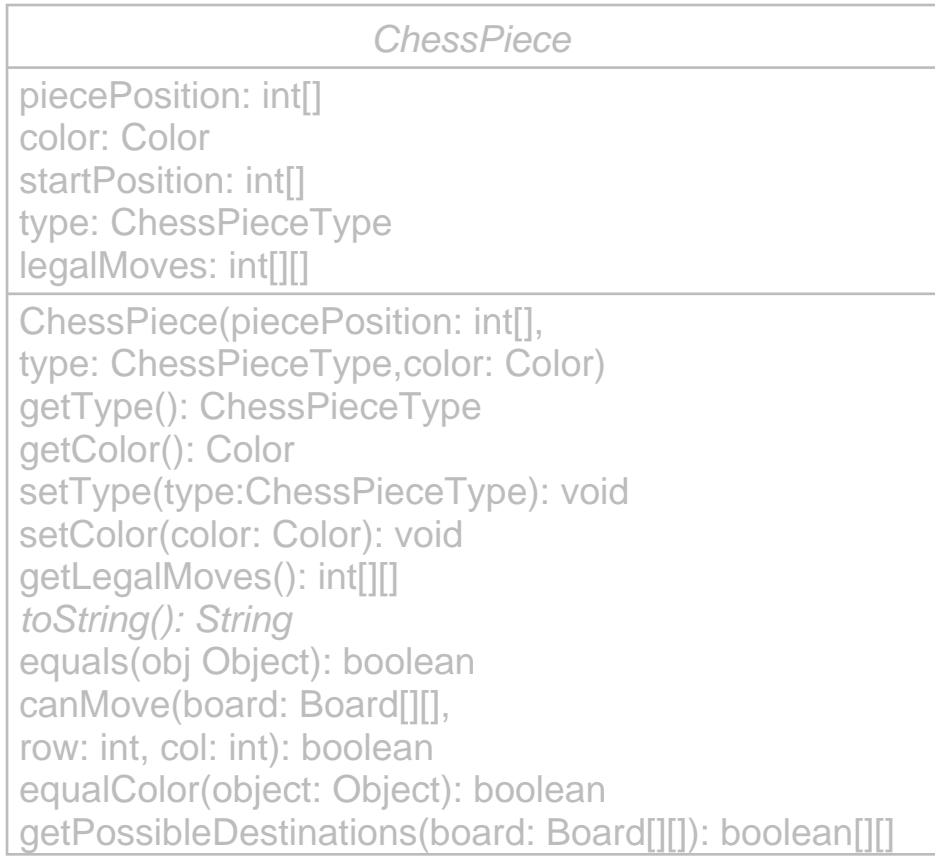 ChessPiece
piecePosition: int[]
color: Color
startPosition: int[]
type: ChessPieceType
legalMoves: int[][]
ChessPiece(piecePosition: int[],
type: ChessPieceType,color: Color)
getType(): ChessPieceType
getColor(): Color
setType(type:ChessPieceType): void
setColor(color: Color): void
getLegalMoves(): int[][]
toString(): String
equals(obj Object): boolean
canMove(board: Board[][],
row: int, col: int): boolean
equalColor(object: Object): boolean
getPossibleDestinations(board: Board[][]): boolean[][]